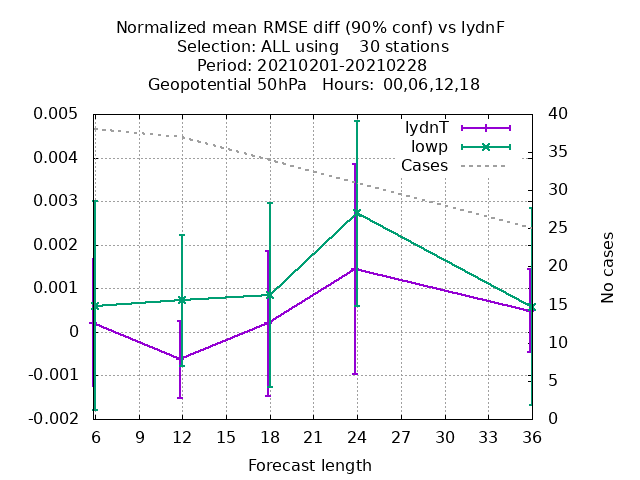 Normalized mean RMSE diff (90% conf) vs lydnF
Selection: ALL using    30 stations
Period: 20210201-20210228
Geopotential 50hPa   Hours: 00,06,12,18
lydnT
lowp
Cases
0.005
0.004
0.003
0.002
0.001
0
-0.001
-0.002
40
35
30
25
20
15
10
5
0
No cases
6 9 12 15 18 21 24 27 30 33 36
Forecast length